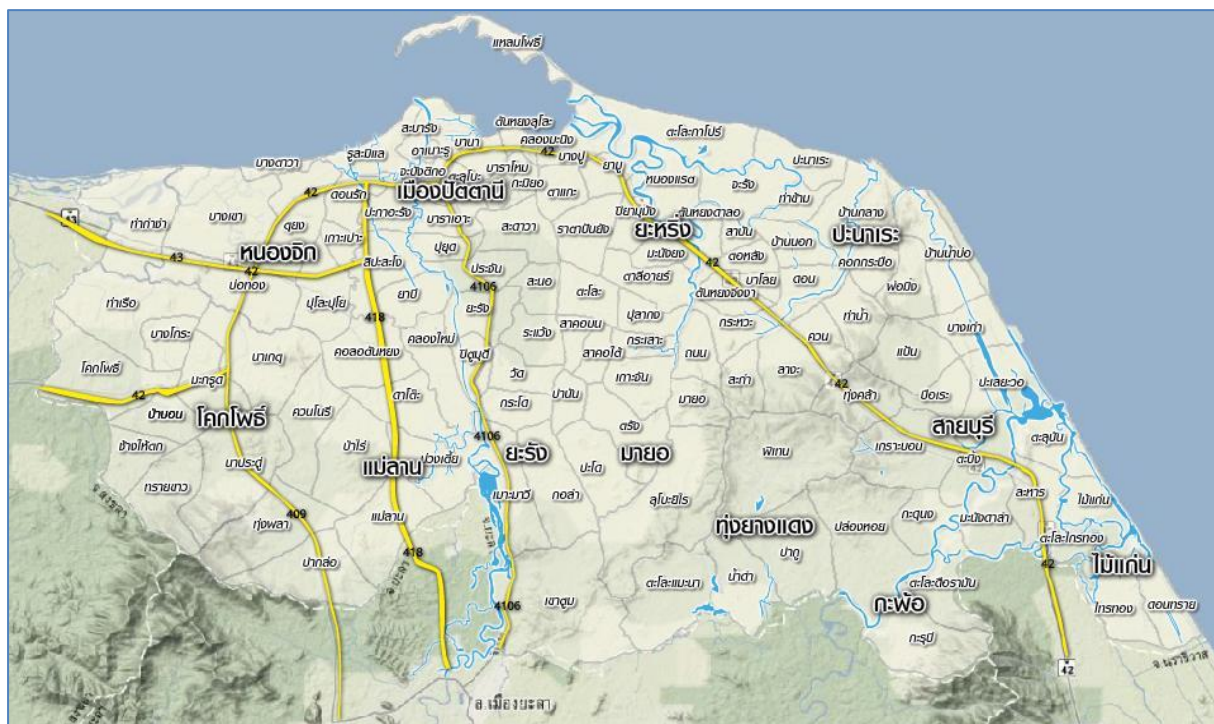 แหลมโพธิ์
ตันหยงลุโละ
สะบารัง
คลองมะนิง
ตะโละกาโปร์
บานา
42
รูสะมิแล
อาเนาะรู
บางปู
บางตาวา
ปะนาเระ
จะบังติกอ
ตะลุโบะ
บาราโหม
ยามู
หนองแรต
42
ดอนรัก
เมืองปัตตานี
กะมิยอ
ตาแกะ
จะรัง
ท่าข้าม
ปะกาฮะรัง
บาราเฮาะ
ปิยามุมัง
ตันหยงดาลอ
บ้านกลาง
43
ท่ากำชำ
บางเขา
ตุยง
เกาะเปาะ
สะดาวา
ราตาปันยัง
ยะหริ่ง
สาบัน
บ้านนอก
ปะนาเระ
บ้านน้ำบ่อ
หนองจิก
ปุยุด
มะนังยง
ตอหลัง
คอกกระบือ
43
42
สิปะสะโง
ประจัน
42
บ่อทอง
4106
สะนอ
ตาลีอายร์
บาโลย
ดอน
พ่อมิ่ง
ท่าเรือ
ปุโละปุโย
ยาบี
ยะรัง
ตะโละ
ตันหยงจึงงา
ปุลากง
ท่าน้ำ
418
ระแว้ง
ลาคอบน
กระหวะ
บางเก่า
บางโกระ
คลองใหม่
กระเสาะ
ควน
นาเกตุ
คอลอตันหยง
ปิตูมุดี
สาคอใต้
ถนน
แป้น
โคกโพธิ์
ลางะ
มะกรูด
วัด
เกาะจัน
สะกำ
42
ปะเสยะวอ
42
ดาโต๊ะ
กระโด
ปานัน
มายอ
ทุ่งคล้า
ป่าบอน
โคกโพธิ์
ควนโนรี
ตรัง
สายบุรี
ช้างให้ตก
ป่าไร่
4106
ยะรัง
มายอ
พิเทน
เตราะบอน
ตะลุบัน
นาประดู่
แม่ลาน
ม่วงเตี้ย
ปะโด
ตะบิ้ง
ทรายขาว
เมาะมาวี
กอลำ
ลุโบะยิไร
ละหาร
ไม้แก่น
จ.สงขลา
409
ทุ่งพลา
แม่ลาน
ทุ่งยางแดง
ปล่องหอย
กะดุนง
มะนังดาลำ
จ.ยะลา
ตะโละไกรทอง
ปากล่อ
418
ปากู
42
ไม้แก่น
ตะโละแมะนา
น้ำดำ
ตะโละดือรามัน
4106
เขาตูม
กะพ้อ
ไทรทอง
ดอนทราย
กะรุบี
42
จ.นราธิวาส
อ.เมืองยะลา